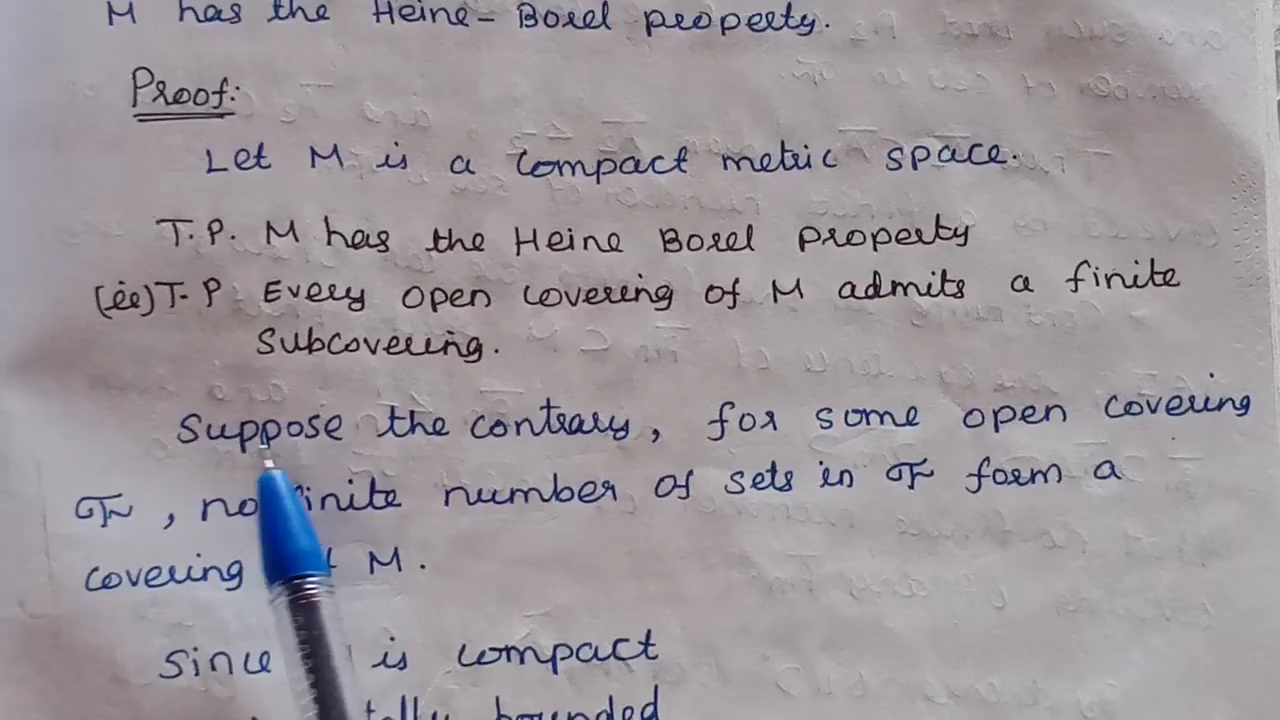 M has the Heine-Borel property.
Proof:
Let M is a compact metric space.
T.P. M has the Heine Borel property
(ie) T.P Every open covering of M admits a finite
subcovering.
Suppose the contrary, for some open covering
F, no finite number of sets in F form a
covering M.
Since is compact
bounded